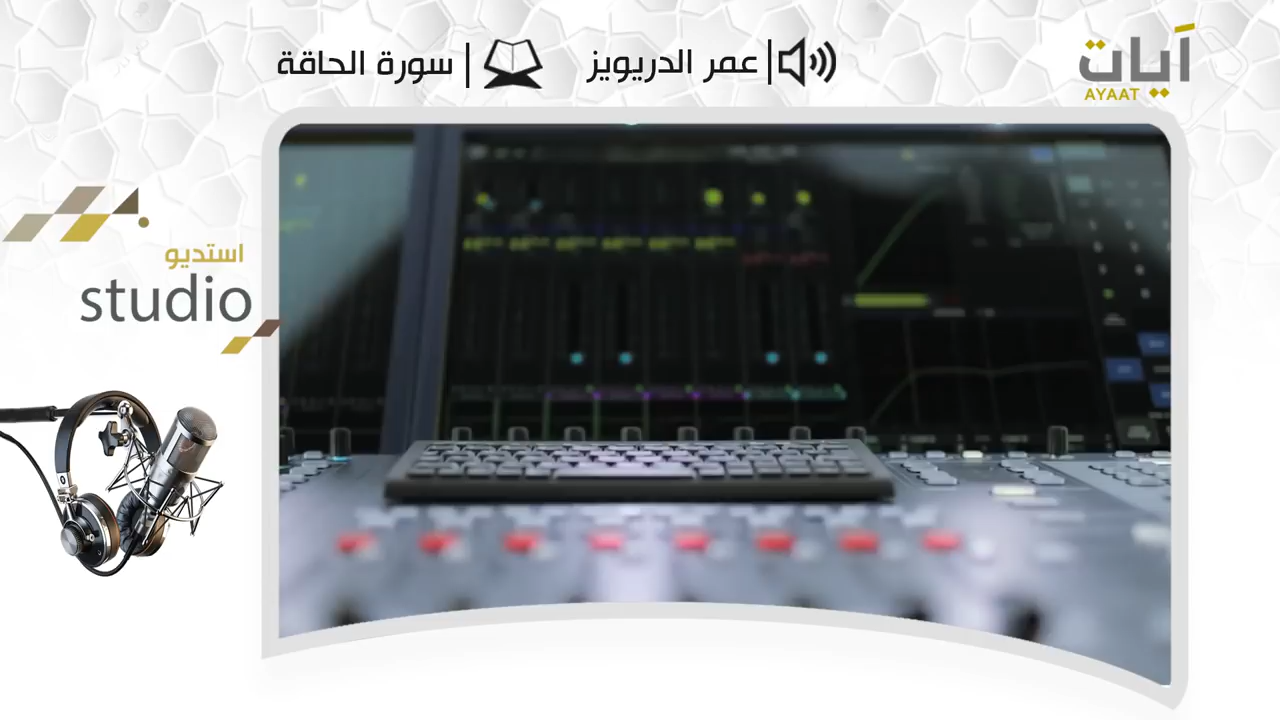 آيات
AYAAT
عمر الدريويز
سورة الحاقة
استديو
studio